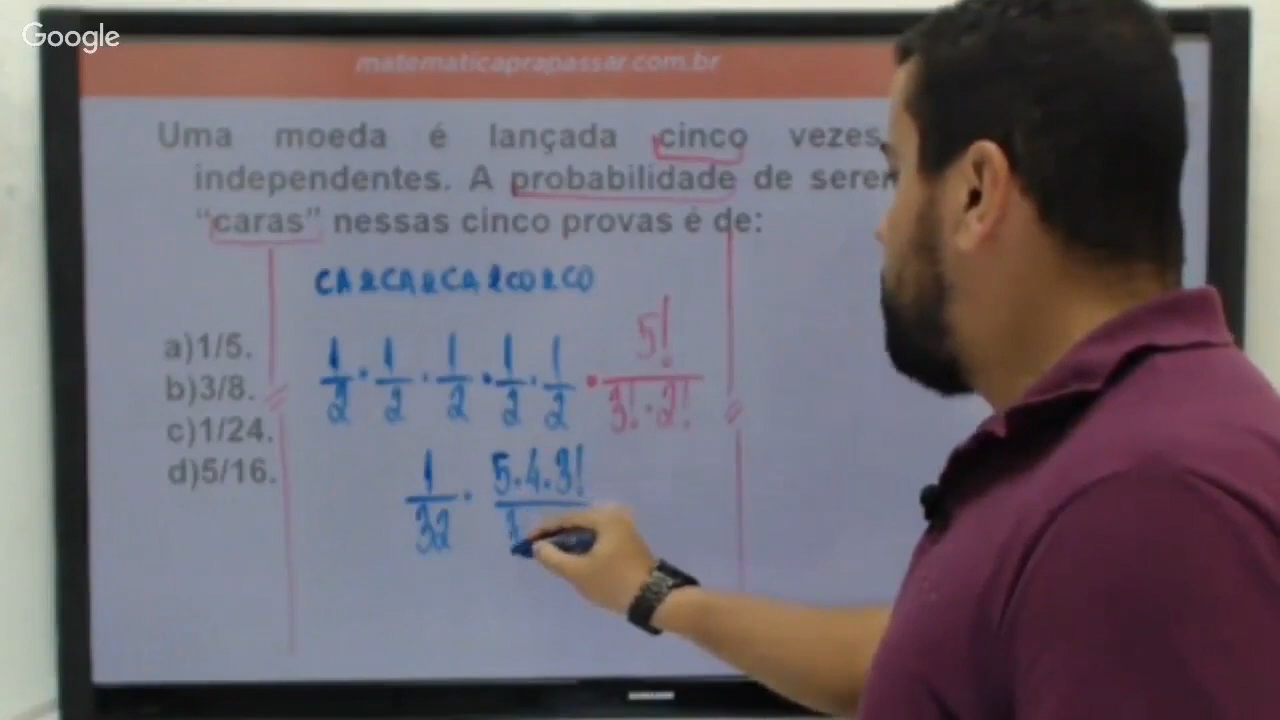 Google
matematicaprapassar.com.br
Uma moeda é lançada cinco vezes
independentes. A probabilidade de
“caras” nessas cinco provas é de:
CA e CA e CA e CO e CO
a)1/5.
b)3/8.
c)1/24.
d)5/16.
1/2 · 1/2 · 1/2 · 1/2 · 1/2 · 5!/3!·2!
1/32 · 5.4.3!